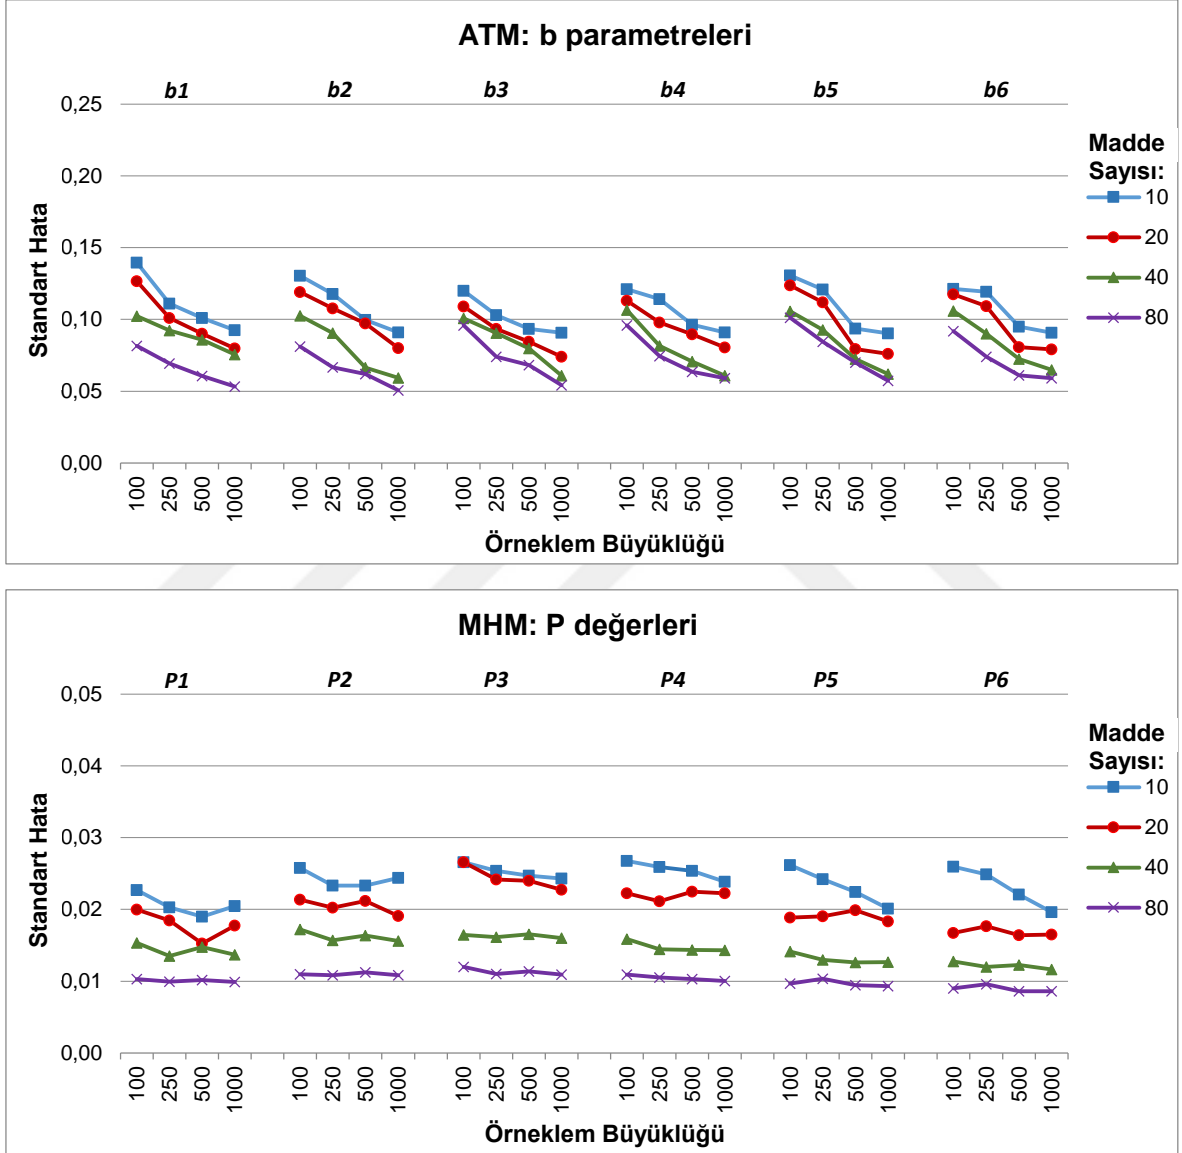 ATM: b parametreleri
b1 b2 b3 b4 b5 b6
0,25
0,20
0,15
0,10
0,05
0,00
Standart Hata
100 250 500 1000 100 250 500 1000 100 250 500 1000 100 250 500 1000 100 250 500 1000 100 250 500 1000
Örneklem Büyüklüğü
Madde
Sayısı:
10
20
40
80
MHM: P değerleri
P1 P2 P3 P4 P5 P6
0,05
0,04
0,03
0,02
0,01
0,00
Standart Hata
100 250 500 1000 100 250 500 1000 100 250 500 1000 100 250 500 1000 100 250 500 1000 100 250 500 1000
Örneklem Büyüklüğü
Madde
Sayısı:
10
20
40
80